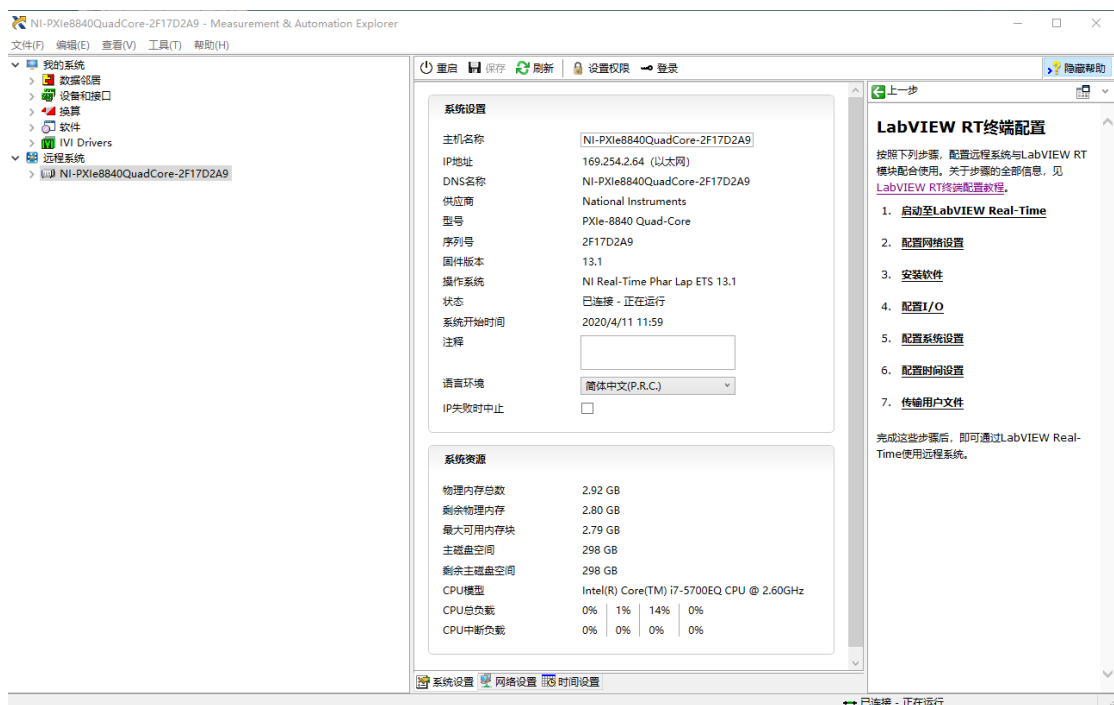 NI-PXIe8840QuadCore-2F17D2A9 - Measurement & Automation Explorer
文件(F) 编辑(E) 查看(V) 工具(T) 帮助(H)
我的系统
数据邻居
设备和接口
换算
软件
IVI Drivers
远程系统
NI-PXIe8840QuadCore-2F17D2A9
重启 保存 刷新 设置权限 登录 隐藏帮助
系统设置
主机名称 NI-PXIe8840QuadCore-2F17D2A9
IP地址 169.254.2.64 (以太网)
DNS名称 NI-PXIe8840QuadCore-2F17D2A9
供应商 National Instruments
型号 PXIe-8840 Quad-Core
序列号 2F17D2A9
固件版本 13.1
操作系统 NI Real-Time Phar Lap ETS 13.1
状态 已连接 - 正在运行
系统开始时间 2020/4/11 11:59
注释
语言环境 简体中文(P.R.C.)
IP失败时中止
系统资源
物理内存总数 2.92 GB
剩余物理内存 2.80 GB
最大可用内存块 2.79 GB
主磁盘空间 298 GB
剩余主磁盘空间 298 GB
CPU模型 Intel(R) Core(TM) i7-5700EQ CPU @ 2.60GHz
CPU总负载 0% 1% 14% 0%
CPU中断负载 0% 0% 0% 0%
系统设置 网络设置 时间设置
上一步
LabVIEW RT终端配置
按照下列步骤，配置远程系统与LabVIEW RT
模块配合使用。关于步骤的全部信息，见
LabVIEW RT终端配置教程。
1. 启动至LabVIEW Real-Time
2. 配置网络设置
3. 安装软件
4. 配置I/O
5. 配置系统设置
6. 配置时间设置
7. 传输用户文件
完成这些步骤后，即可通过LabVIEW Real-
Time使用远程系统。
已连接 - 正在运行